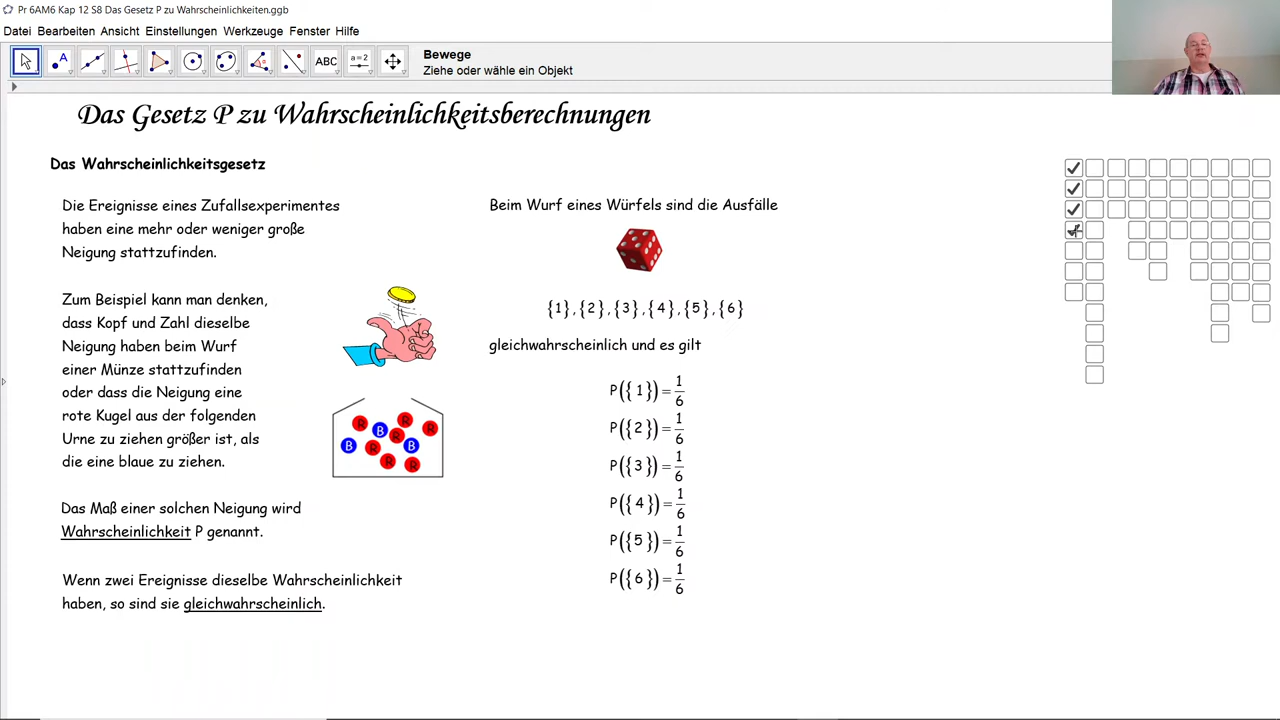 Pr 6AM6 Kap 12 S8 Das Gesetz P zu Wahrscheinlichkeiten.ggb
Datei Bearbeiten Ansicht Einstellungen Werkzeuge Fenster Hilfe
A
ABC
a=2
Bewege
Ziehe oder wähle ein Objekt
Das Gesetz P zu Wahrscheinlichkeitsberechnungen
Das Wahrscheinlichkeitsgesetz
Die Ereignisse eines Zufallsexperimentes
haben eine mehr oder weniger große
Neigung stattzufinden.
Zum Beispiel kann man denken,
dass Kopf und Zahl dieselbe
Neigung haben beim Wurf
einer Münze stattzufinden
oder dass die Neigung eine
rote Kugel aus der folgenden
Urne zu ziehen größer ist, als
die eine blaue zu ziehen.
R R R
B R
B R B
R R
Das Maß einer solchen Neigung wird
Wahrscheinlichkeit P genannt.
Wenn zwei Ereignisse dieselbe Wahrscheinlichkeit
haben, so sind sie gleichwahrscheinlich.
Beim Wurf eines Würfels sind die Ausfälle
{1},{2},{3},{4},{5},{6}
gleichwahrscheinlich und es gilt
P({1})=1/6
P({2})=1/6
P({3})=1/6
P({4})=1/6
P({5})=1/6
P({6})=1/6